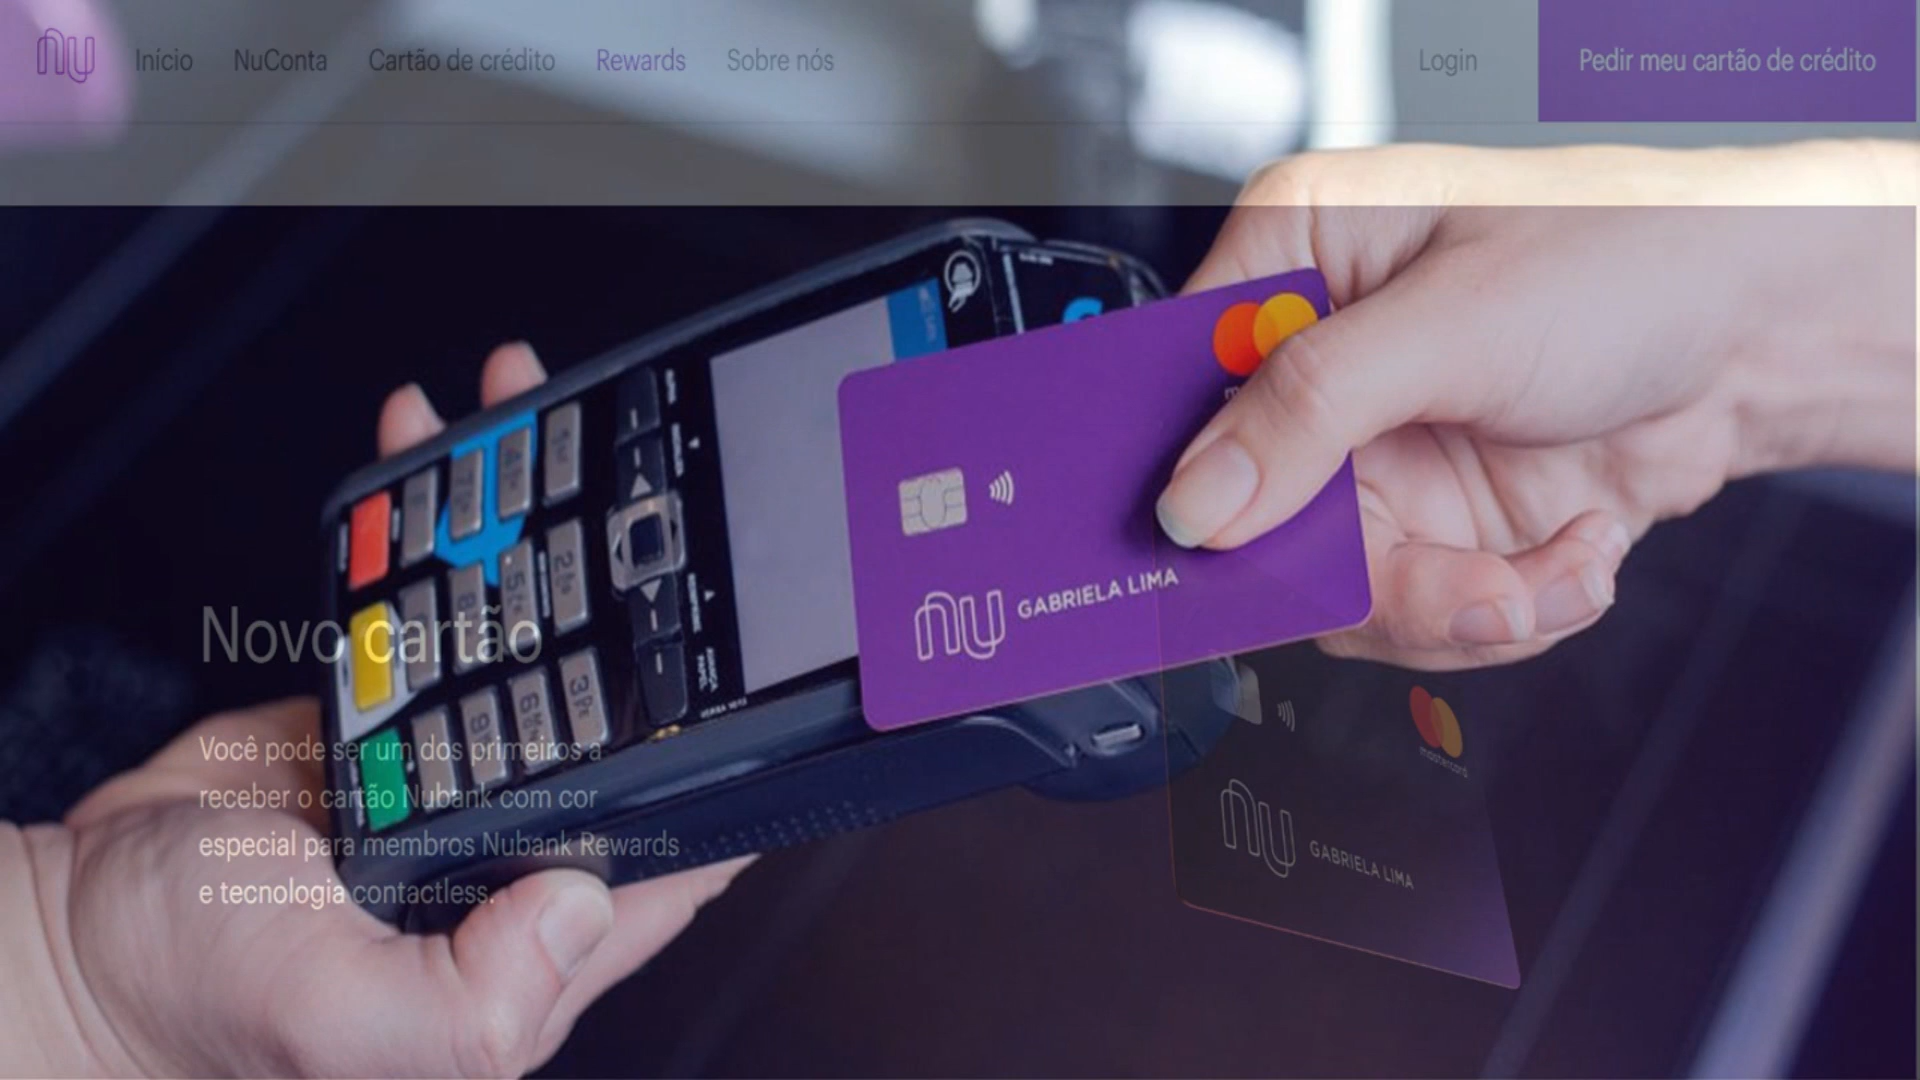 nu
Início NuConta Cartão de crédito Rewards Sobre nós Login Pedir meu cartão de crédito
nu GABRIELA LIMA
Novo cartão
Você pode ser um dos primeiros a
receber o cartão Nubank com cor
especial para membros Nubank Rewards
e tecnologia contactless.
mastercard
nu GABRIELA LIMA